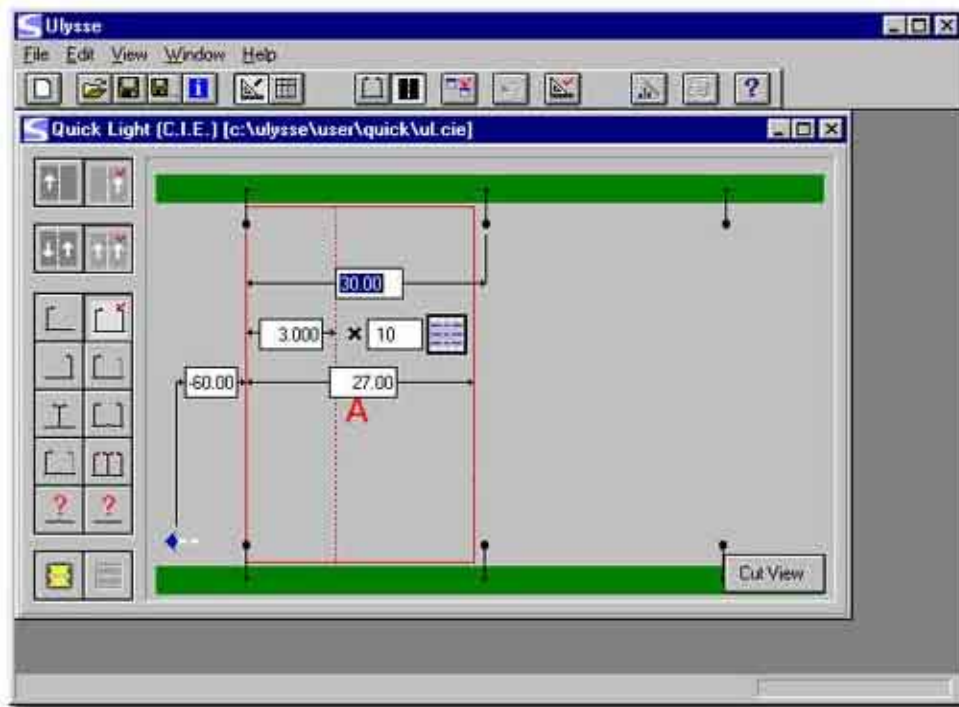 Ulysse
File Edit View Window Help
Quick Light (C.I.E.) [c:\ulysse\user\quick\ul.cie]
30.00
3.000 × 10
-60.00 27.00
A
Cut View